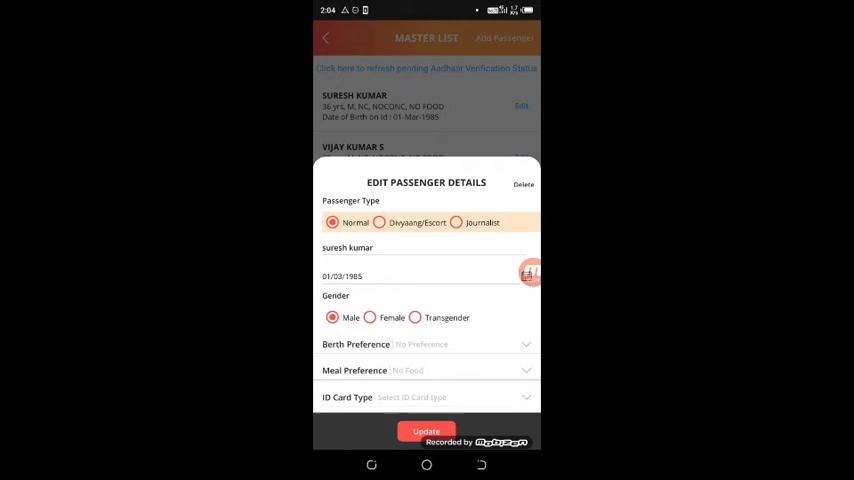 2:04
MASTER LIST Add Passenger
Click here to refresh pending Aadhaar Verification Status
SURESH KUMAR
36 yrs, M, NC, NOCONC, NO FOOD Edit
Date of Birth on Id : 01-Mar-1985
VIJAY KUMAR S
EDIT PASSENGER DETAILS Delete
Passenger Type
Normal Divyaang/Escort Journalist
suresh kumar
01/03/1985
Gender
Male Female Transgender
Berth Preference No Preference
Meal Preference No Food
ID Card Type Select ID Card type
Update
Recorded by mobizen